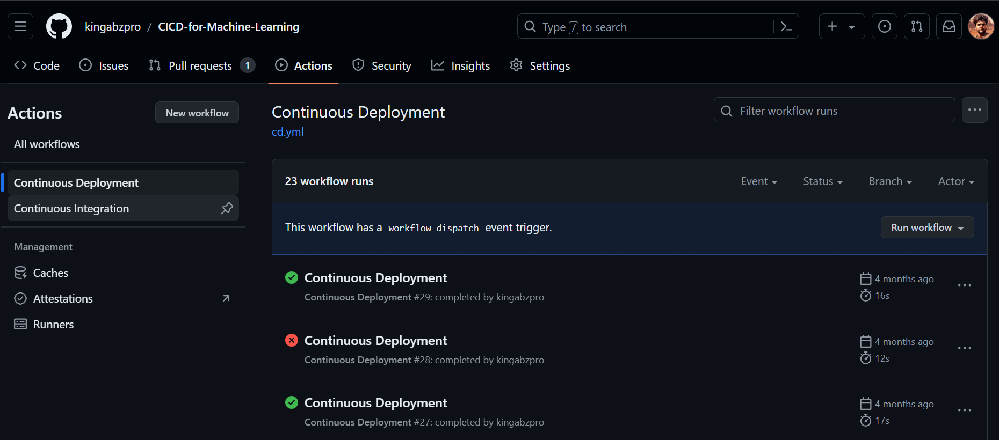 kingabzpro / CICD-for-Machine-Learning
Type / to search
Code
Issues
Pull requests 1
Actions
Security
Insights
Settings
Actions
New workflow
All workflows
Continuous Deployment
Continuous Integration
Management
Caches
Attestations
Runners
Continuous Deployment
cd.yml
Filter workflow runs
23 workflow runs
Event
Status
Branch
Actor
This workflow has a workflow_dispatch event trigger.
Run workflow
Continuous Deployment
Continuous Deployment #29: completed by kingabzpro
4 months ago
16s
Continuous Deployment
Continuous Deployment #28: completed by kingabzpro
4 months ago
12s
Continuous Deployment
Continuous Deployment #27: completed by kingabzpro
4 months ago
17s